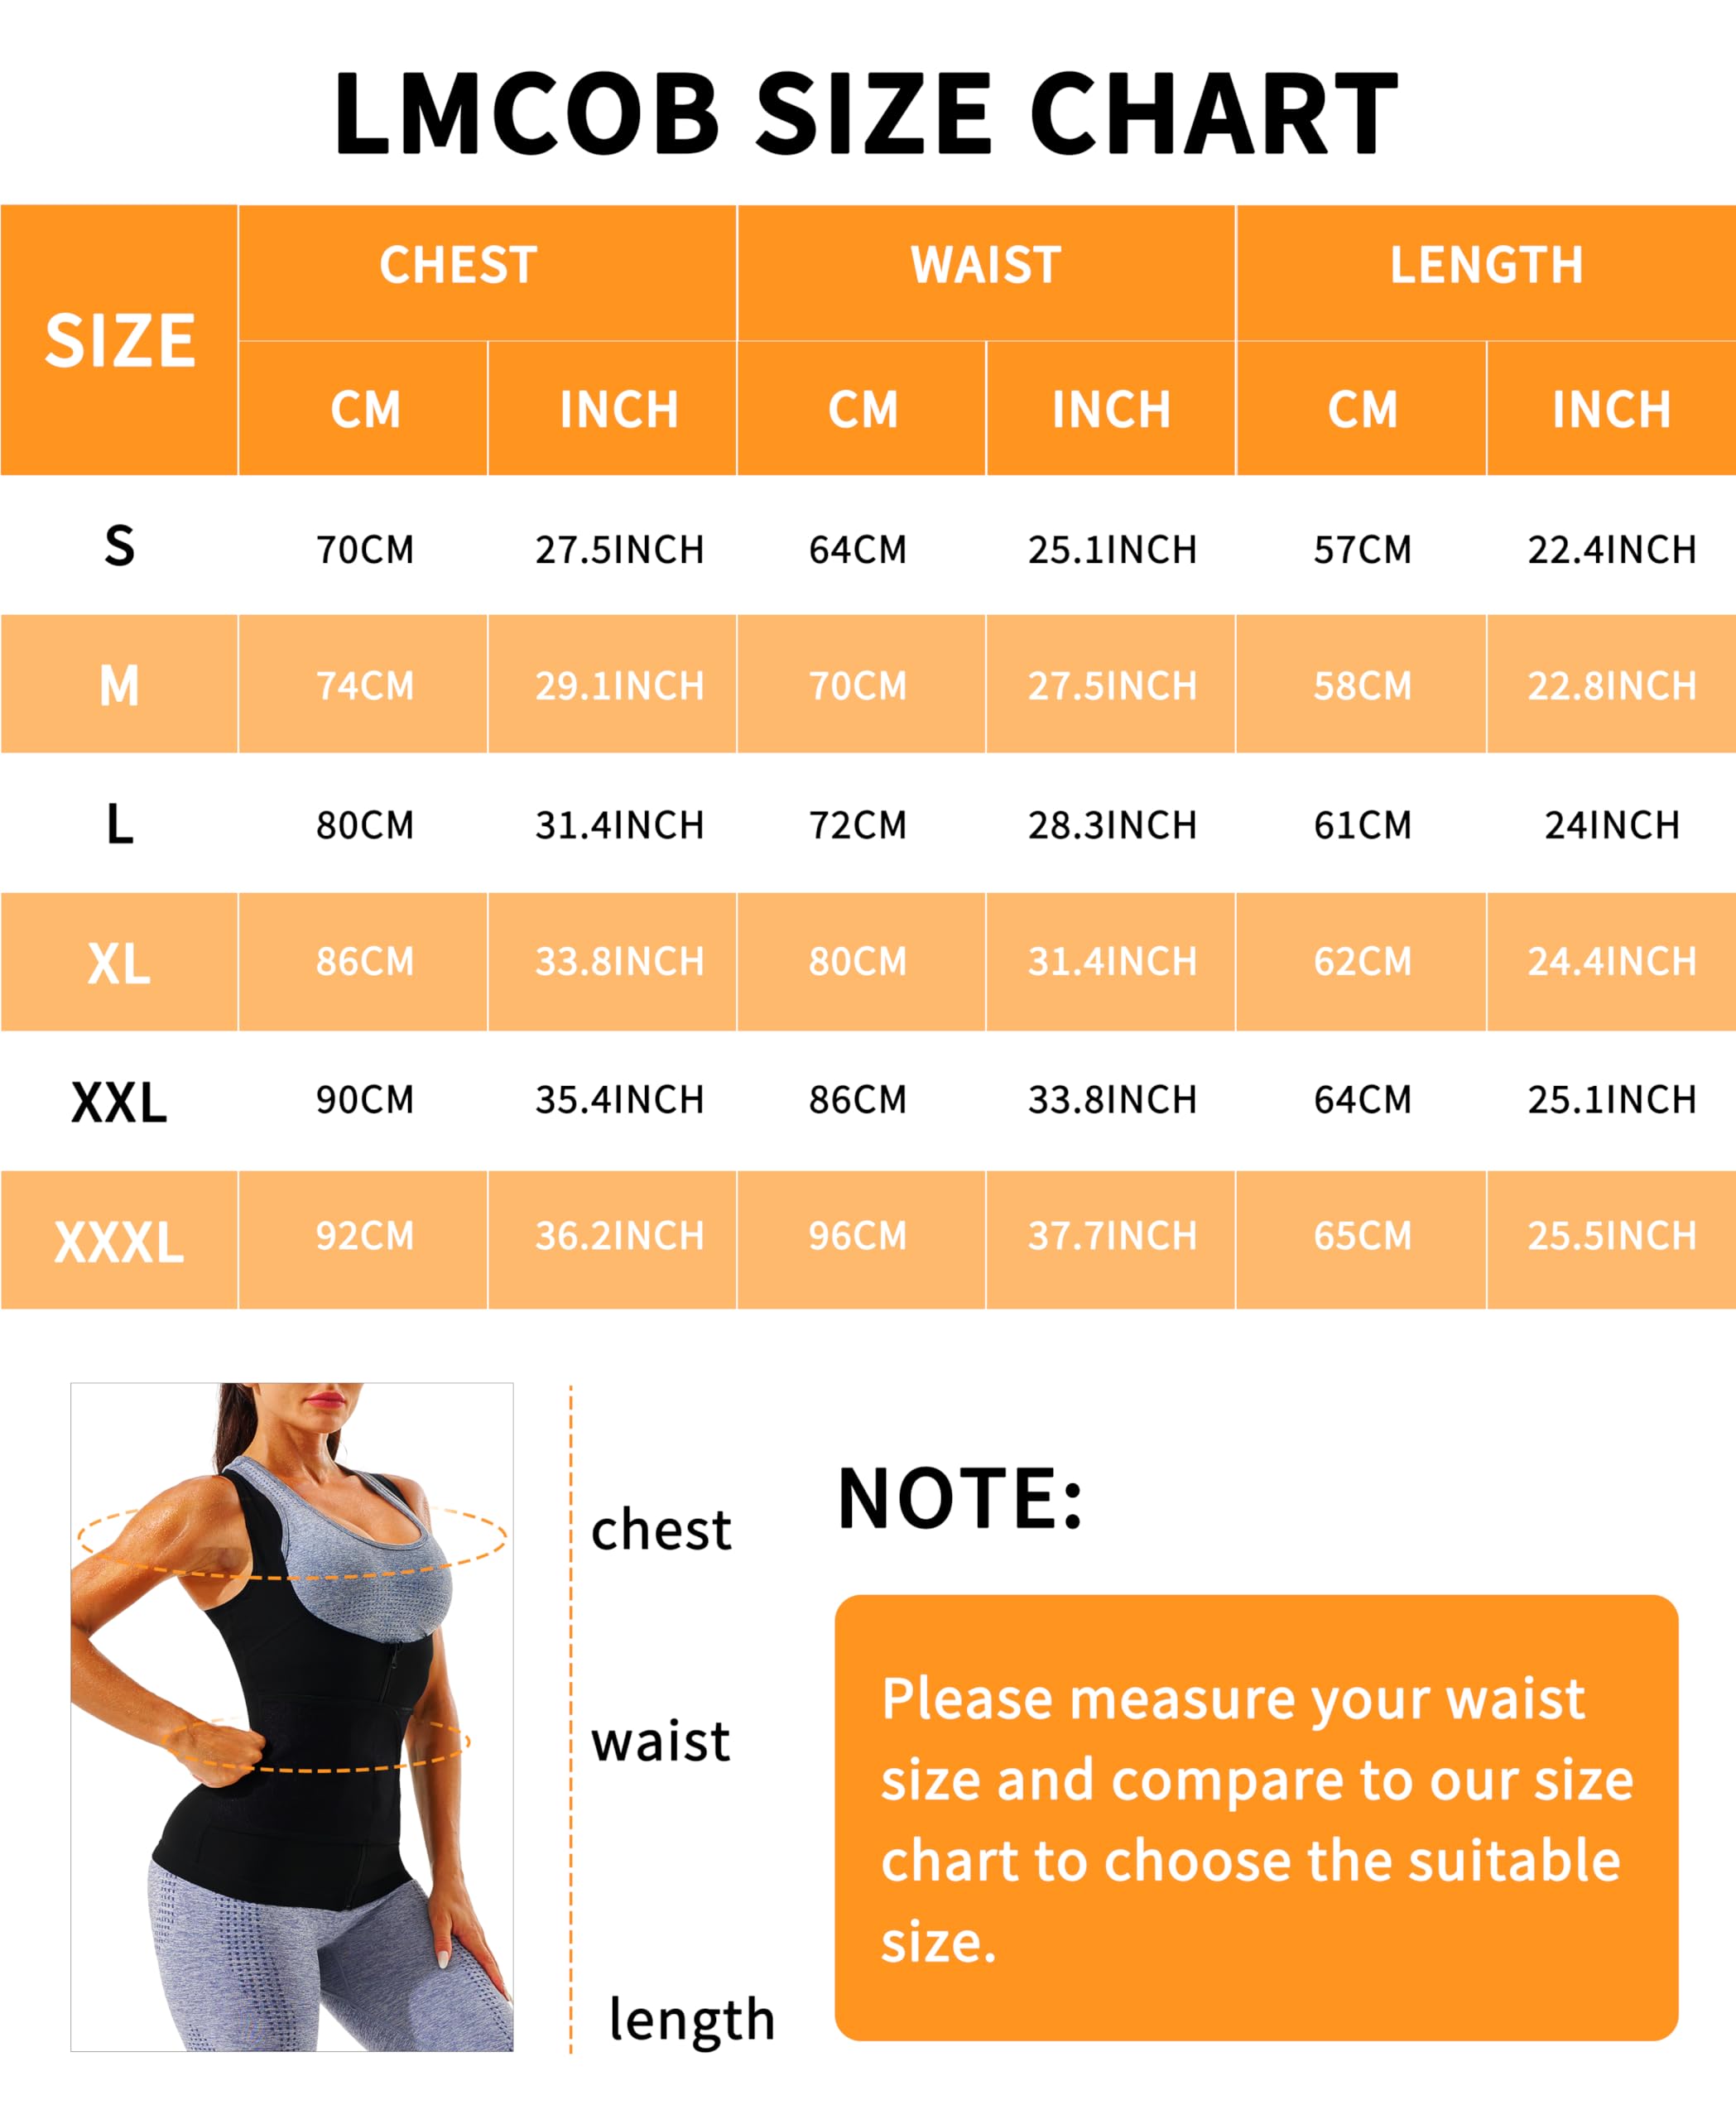 LMCOB SIZE CHART
SIZE CHEST WAIST LENGTH
CM INCH CM INCH CM INCH
S 70CM 27.5INCH 64CM 25.1INCH 57CM 22.4INCH
M 74CM 29.1INCH 70CM 27.5INCH 58CM 22.8INCH
L 80CM 31.4INCH 72CM 28.3INCH 61CM 24INCH
XL 86CM 33.8INCH 80CM 31.4INCH 62CM 24.4INCH
XXL 90CM 35.4INCH 86CM 33.8INCH 64CM 25.1INCH
XXXL 92CM 36.2INCH 96CM 37.7INCH 65CM 25.5INCH
chest
waist
length
NOTE:
Please measure your waist
size and compare to our size
chart to choose the suitable
size.